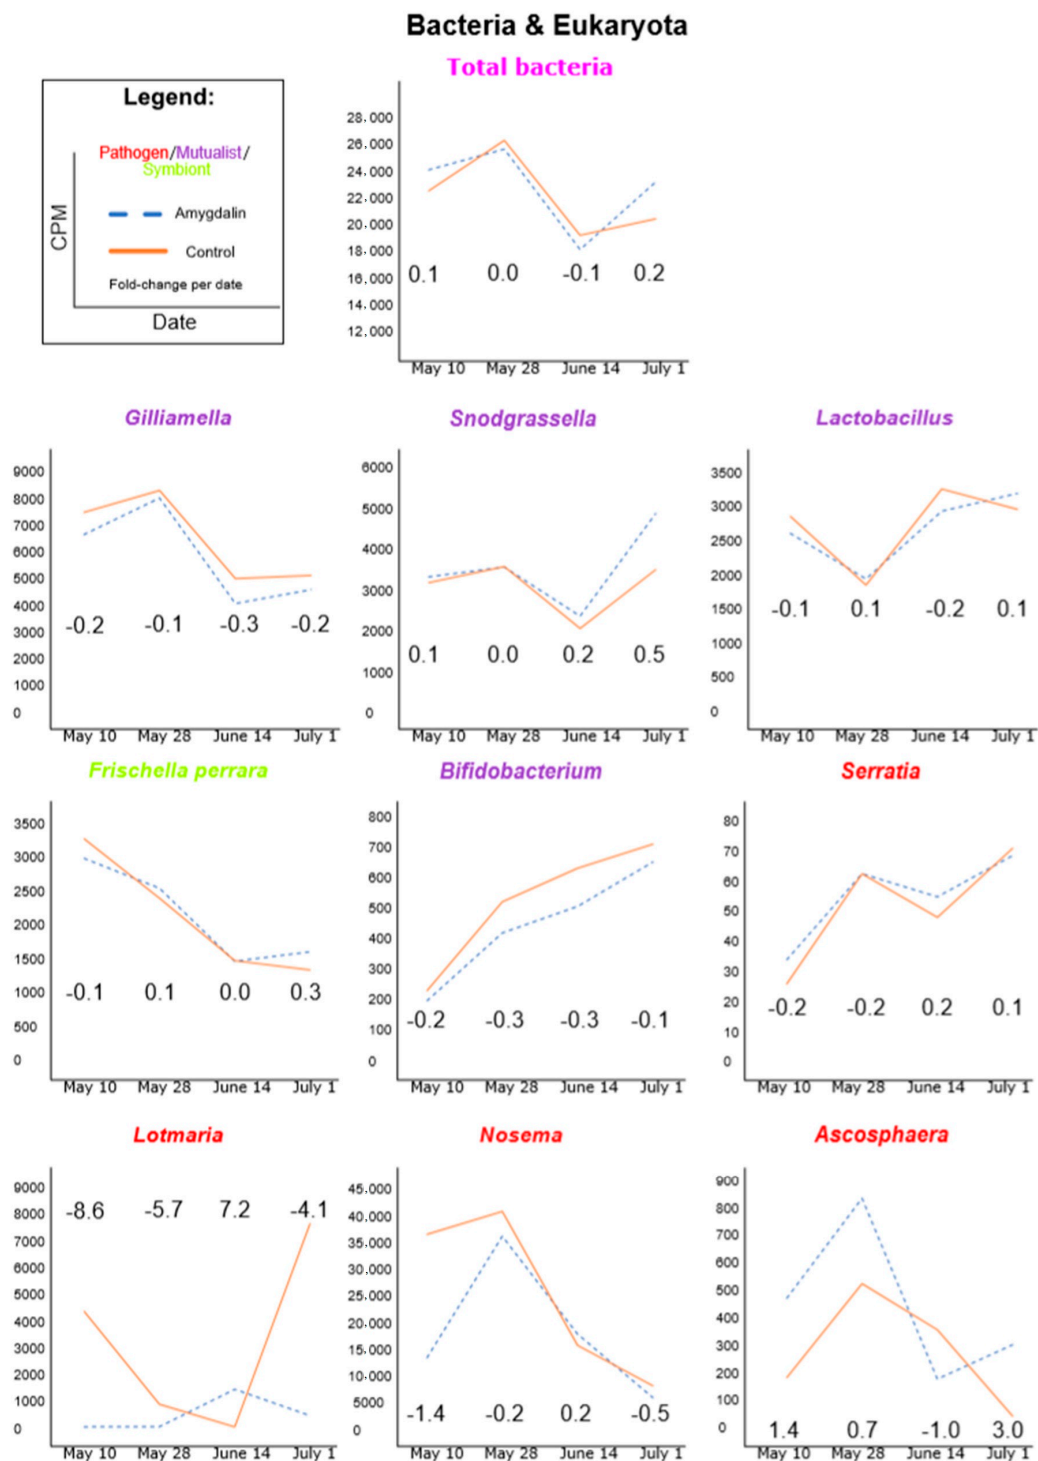 Bacteria & Eukaryota
Total bacteria
Legend:
Pathogen/Mutualist/
Symbiont
Amygdalin
Control
Fold-change per date
CPM
Date
28.000
26.000
24.000
22.000
20.000
18.000
16.000
14.000
12.000
0.1 0.0 -0.1 0.2
May 10 May 28 June 14 July 1
Gilliamella
9000
8000
7000
6000
5000
4000
3000
2000
1000
0
-0.2 -0.1 -0.3 -0.2
May 10 May 28 June 14 July 1
Snodgrassella
6000
5000
4000
3000
2000
1000
0
0.1 0.0 0.2 0.5
May 10 May 28 June 14 July 1
Lactobacillus
3500
3000
2500
2000
1500
1000
500
0
-0.1 0.1 -0.2 0.1
May 10 May 28 June 14 July 1
Frischella perrara
3500
3000
2500
2000
1500
1000
500
0
-0.1 0.1 0.0 0.3
May 10 May 28 June 14 July 1
Bifidobacterium
800
700
600
500
400
300
200
100
0
-0.2 -0.3 -0.3 -0.1
May 10 May 28 June 14 July 1
Serratia
80
70
60
50
40
30
20
10
0
-0.2 -0.2 0.2 0.1
May 10 May 28 June 14 July 1
Lotmaria
9000
8000
7000
6000
5000
4000
3000
2000
1000
0
-8.6 -5.7 7.2 -4.1
May 10 May 28 June 14 July 1
Nosema
45.000
40.000
35.000
30.000
25.000
20.000
15.000
10.000
5000
0
-1.4 -0.2 0.2 -0.5
May 10 May 28 June 14 July 1
Ascosphaera
900
800
700
600
500
400
300
200
100
0
1.4 0.7 -1.0 3.0
May 10 May 28 June 14 July 1